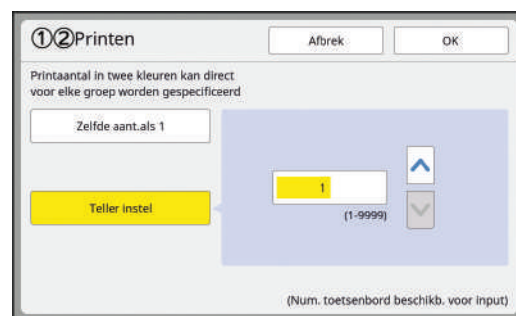 ①②Printen
Afbrek
OK
Printaantal in twee kleuren kan direct
voor elke groep worden gespecificeerd
Zelfde aant.als 1
Teller instel
1
(1-9999)
(Num. toetsenbord beschikb. voor input)